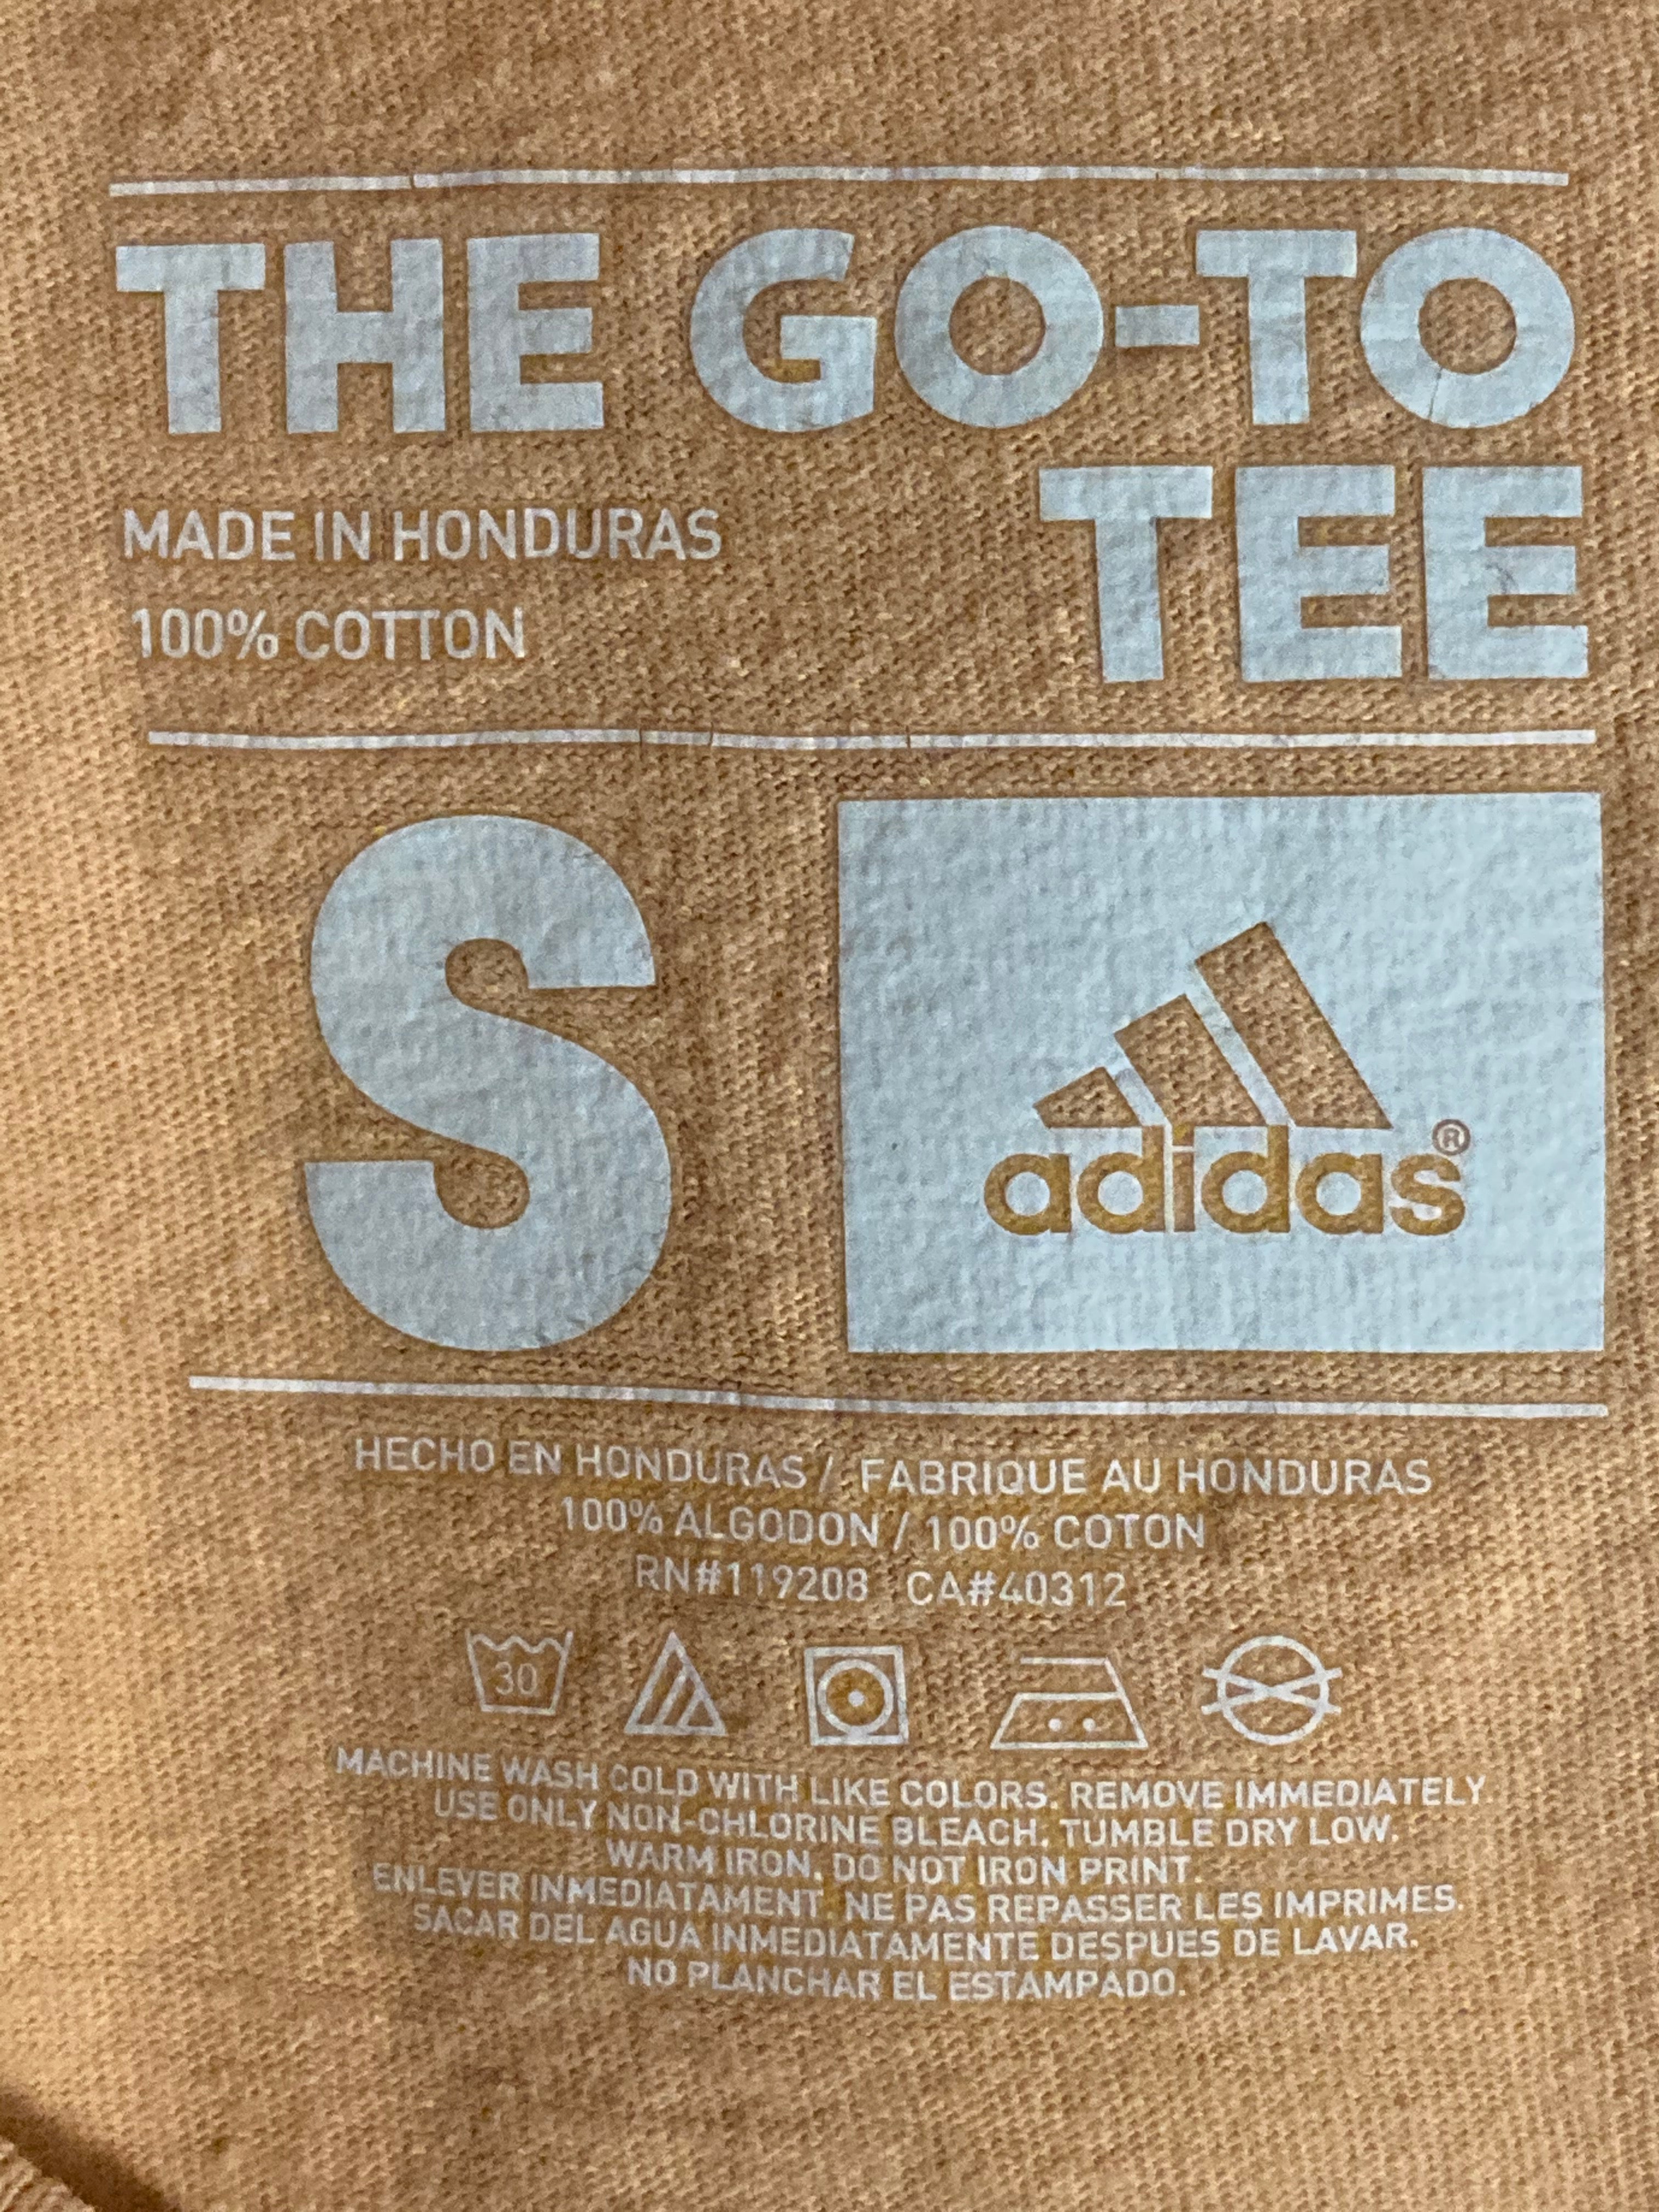 THE GO-TO
TEE
MADE IN HONDURAS
100% COTTON
S
adidas®
HECHO EN HONDURAS / FABRIQUE AU HONDURAS
100% ALGODON / 100% COTON
RN#119208 CA#40312
30
MACHINE WASH COLD WITH LIKE COLORS. REMOVE IMMEDIATELY.
USE ONLY NON-CHLORINE BLEACH. TUMBLE DRY LOW.
WARM IRON. DO NOT IRON PRINT.
ENLEVER INMEDIATAMENT. NE PAS REPASSER LES IMPRIMES.
SACAR DEL AGUA INMEDIATAMENTE DESPUES DE LAVAR.
NO PLANCHAR EL ESTAMPADO.